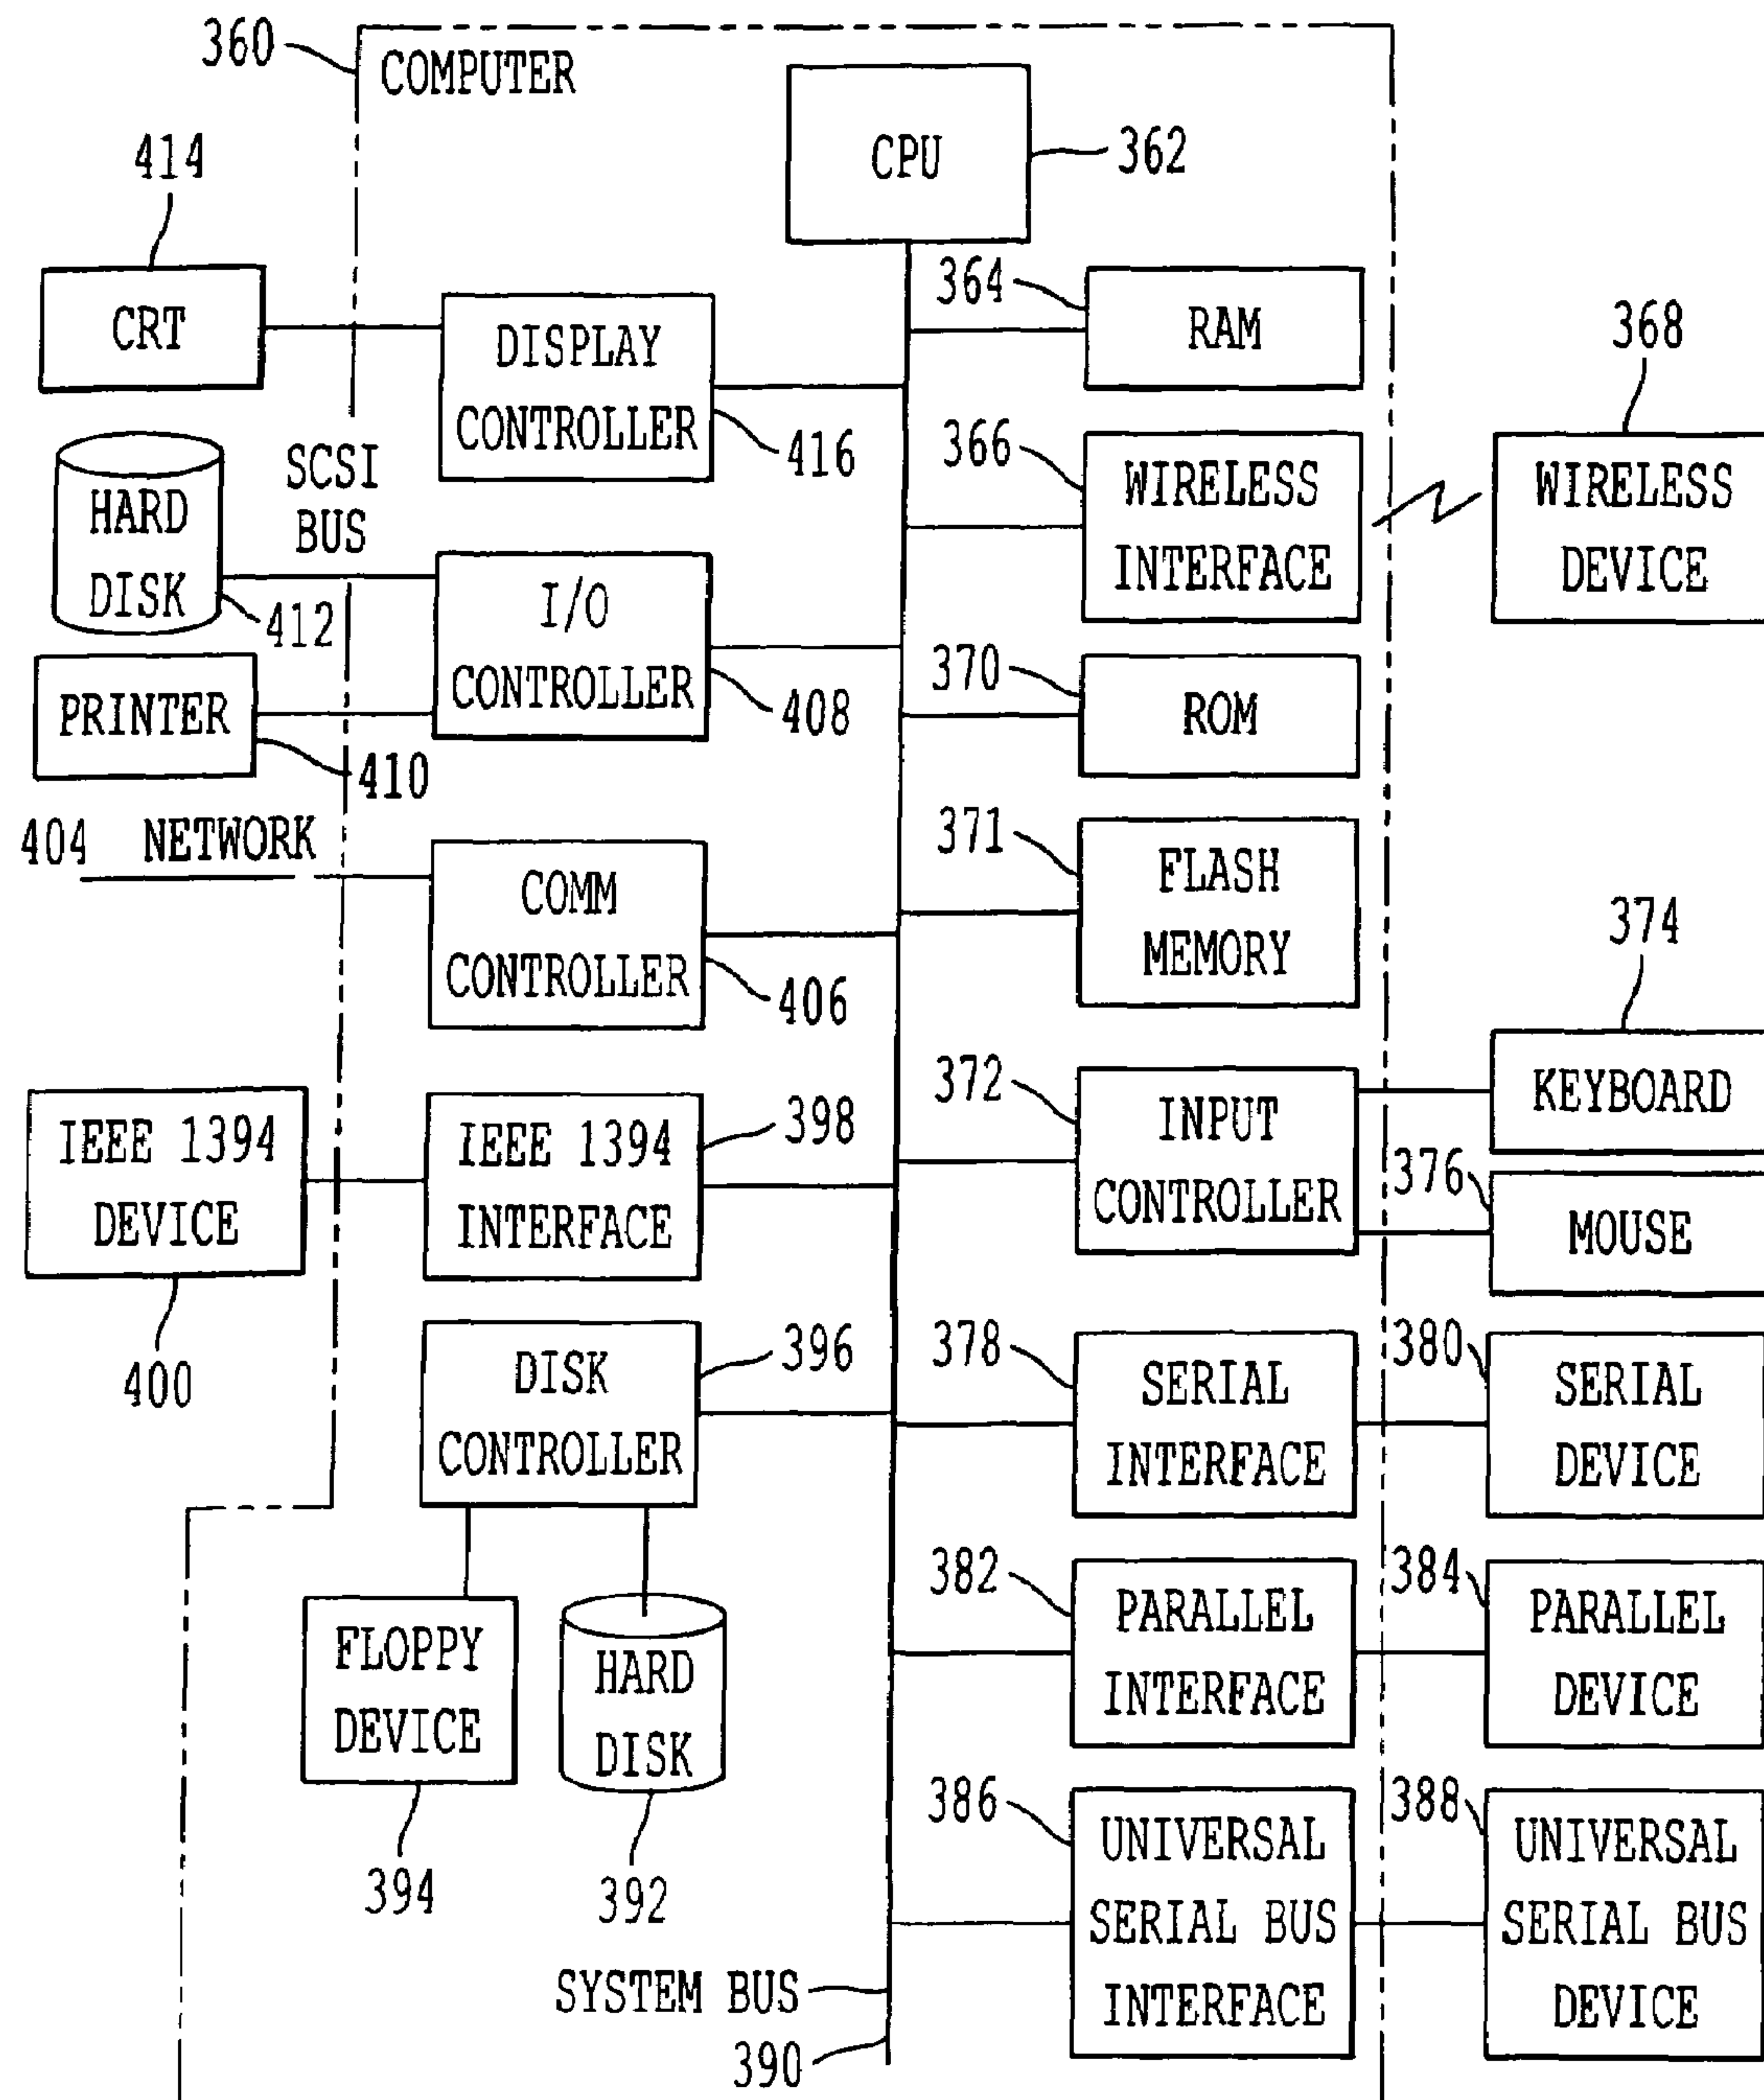 360
COMPUTER
CPU
362
414
CRT
DISPLAY
CONTROLLER
416
364
RAM
368
HARD
DISK
412
SCSI
BUS
366
WIRELESS
INTERFACE
WIRELESS
DEVICE
I/O
CONTROLLER
408
PRINTER
410
370
ROM
404 NETWORK
COMM
CONTROLLER
406
371
FLASH
MEMORY
374
KEYBOARD
372
INPUT
CONTROLLER
376
MOUSE
IEEE 1394
DEVICE
400
IEEE 1394
INTERFACE
398
DISK
CONTROLLER
396
378
SERIAL
INTERFACE
380
SERIAL
DEVICE
FLOPPY
DEVICE
394
HARD
DISK
392
382
PARALLEL
INTERFACE
384
PARALLEL
DEVICE
386
UNIVERSAL
SERIAL BUS
INTERFACE
388
UNIVERSAL
SERIAL BUS
DEVICE
SYSTEM BUS
390